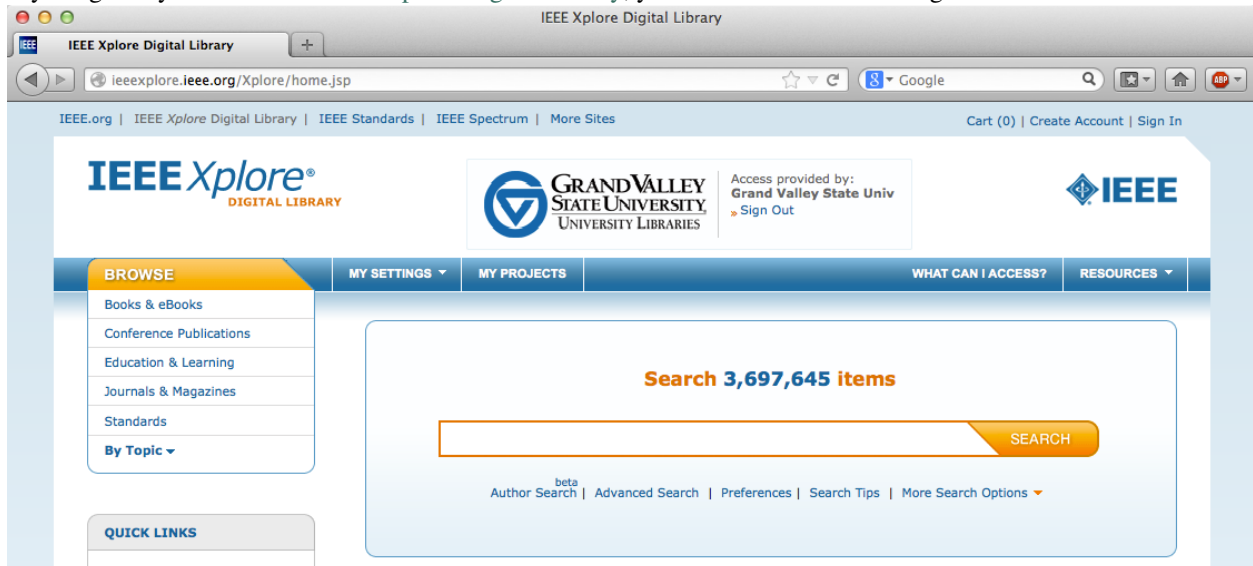 IEEE Xplore Digital Library
IEEE IEEE Xplore Digital Library +
ieeexplore.ieee.org/Xplore/home.jsp Google ABP
IEEE.org | IEEE Xplore Digital Library | IEEE Standards | IEEE Spectrum | More Sites Cart (0) | Create Account | Sign In
IEEE Xplore®
DIGITAL LIBRARY
GRAND VALLEY
STATE UNIVERSITY
UNIVERSITY LIBRARIES
Access provided by:
Grand Valley State Univ
» Sign Out
IEEE
BROWSE MY SETTINGS MY PROJECTS WHAT CAN I ACCESS? RESOURCES
Books & eBooks
Conference Publications
Education & Learning
Journals & Magazines
Standards
By Topic
QUICK LINKS
Search 3,697,645 items
SEARCH
beta
Author Search | Advanced Search | Preferences | Search Tips | More Search Options